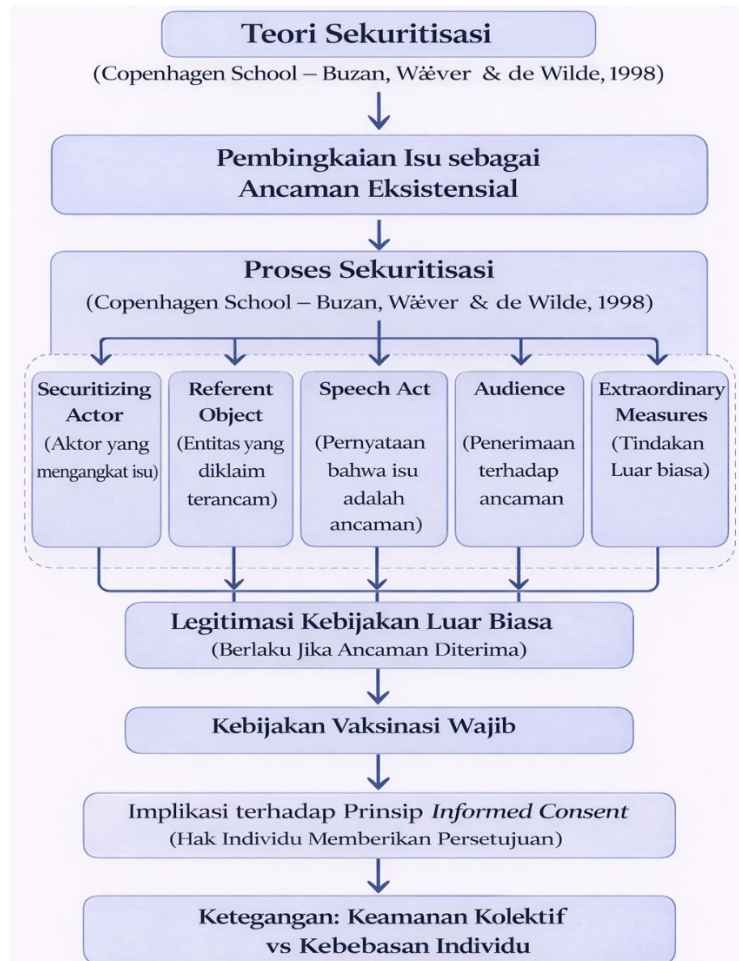 Teori Sekuritisasi
(Copenhagen School – Buzan, Wäever & de Wilde, 1998)
Pembingkaian Isu sebagai
Ancaman Eksistensial
Proses Sekuritisasi
(Copenhagen School – Buzan, Wäever & de Wilde, 1998)
Securitizing
Actor
(Aktor yang
mengangkat isu)
Referent
Object
(Entitas yang
diklaim
terancam)
Speech Act
(Pernyataan
bahwa isu
adalah
ancaman)
Audience
(Penerimaan
terhadap
ancaman
Extraordinary
Measures
(Tindakan
Luar biasa)
Legitimasi Kebijakan Luar Biasa
(Berlaku Jika Ancaman Diterima)
Kebijakan Vaksinasi Wajib
Implikasi terhadap Prinsip Informed Consent
(Hak Individu Memberikan Persetujuan)
Ketegangan: Keamanan Kolektif
vs Kebebasan Individu